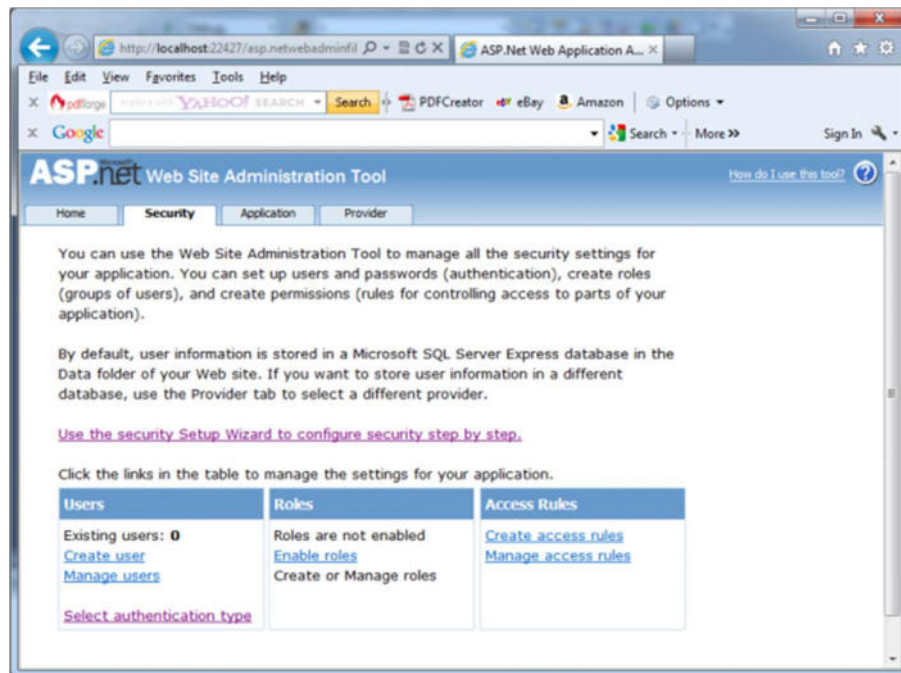 http://localhost:22427/asp.netwebadminfil
ASP.Net Web Application A...
File Edit View Favorites Tools Help
pdfforge YAHOO! SEARCH Search PDFCreator eBay Amazon Options
Google Search More >> Sign In
Microsoft
ASP.net Web Site Administration Tool How do I use this tool? ?
Home Security Application Provider
You can use the Web Site Administration Tool to manage all the security settings for
your application. You can set up users and passwords (authentication), create roles
(groups of users), and create permissions (rules for controlling access to parts of your
application).
By default, user information is stored in a Microsoft SQL Server Express database in the
Data folder of your Web site. If you want to store user information in a different
database, use the Provider tab to select a different provider.
Use the security Setup Wizard to configure security step by step.
Click the links in the table to manage the settings for your application.
Users Roles Access Rules
Existing users: 0 Roles are not enabled Create access rules
Create user Enable roles Manage access rules
Manage users Create or Manage roles
Select authentication type